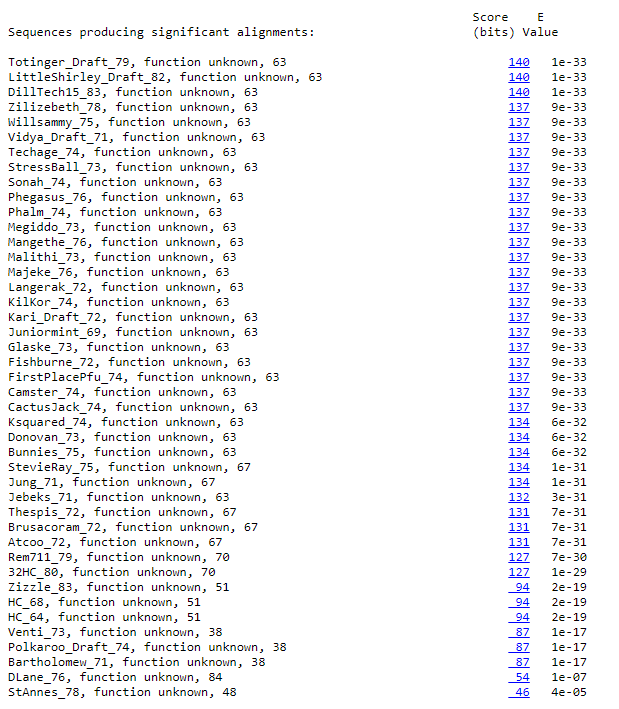 Score E
Sequences producing significant alignments: (bits) Value
Totinger_Draft_79, function unknown, 63 140 1e-33
LittleShirley_Draft_82, function unknown, 63 140 1e-33
DillTech15_83, function unknown, 63 140 1e-33
Zilizebeth_78, function unknown, 63 137 9e-33
Willsammy_75, function unknown, 63 137 9e-33
Vidya_Draft_71, function unknown, 63 137 9e-33
Techage_74, function unknown, 63 137 9e-33
StressBall_73, function unknown, 63 137 9e-33
Sonah_74, function unknown, 63 137 9e-33
Phegasus_76, function unknown, 63 137 9e-33
Phalm_74, function unknown, 63 137 9e-33
Megiddo_73, function unknown, 63 137 9e-33
Mangethe_76, function unknown, 63 137 9e-33
Malithi_73, function unknown, 63 137 9e-33
Majeke_76, function unknown, 63 137 9e-33
Langerak_72, function unknown, 63 137 9e-33
KilKor_74, function unknown, 63 137 9e-33
Kari_Draft_72, function unknown, 63 137 9e-33
Juniormint_69, function unknown, 63 137 9e-33
Glaske_73, function unknown, 63 137 9e-33
Fishburne_72, function unknown, 63 137 9e-33
FirstPlacePfu_74, function unknown, 63 137 9e-33
Camster_74, function unknown, 63 137 9e-33
CactusJack_74, function unknown, 63 137 9e-33
Ksquared_74, function unknown, 63 134 6e-32
Donovan_73, function unknown, 63 134 6e-32
Bunnies_75, function unknown, 63 134 6e-32
StevieRay_75, function unknown, 67 134 1e-31
Jung_71, function unknown, 67 134 1e-31
Jebeks_71, function unknown, 63 132 3e-31
Thespis_72, function unknown, 67 131 7e-31
Brusacoram_72, function unknown, 67 131 7e-31
Atcoo_72, function unknown, 67 131 7e-31
Rem711_79, function unknown, 70 127 7e-30
32HC_80, function unknown, 70 127 1e-29
Zizzle_83, function unknown, 51 94 2e-19
HC_68, function unknown, 51 94 2e-19
HC_64, function unknown, 51 94 2e-19
Venti_73, function unknown, 38 87 1e-17
Polkaroo_Draft_74, function unknown, 38 87 1e-17
Bartholomew_71, function unknown, 38 87 1e-17
DLane_76, function unknown, 84 54 1e-07
StAnnes_78, function unknown, 48 46 4e-05